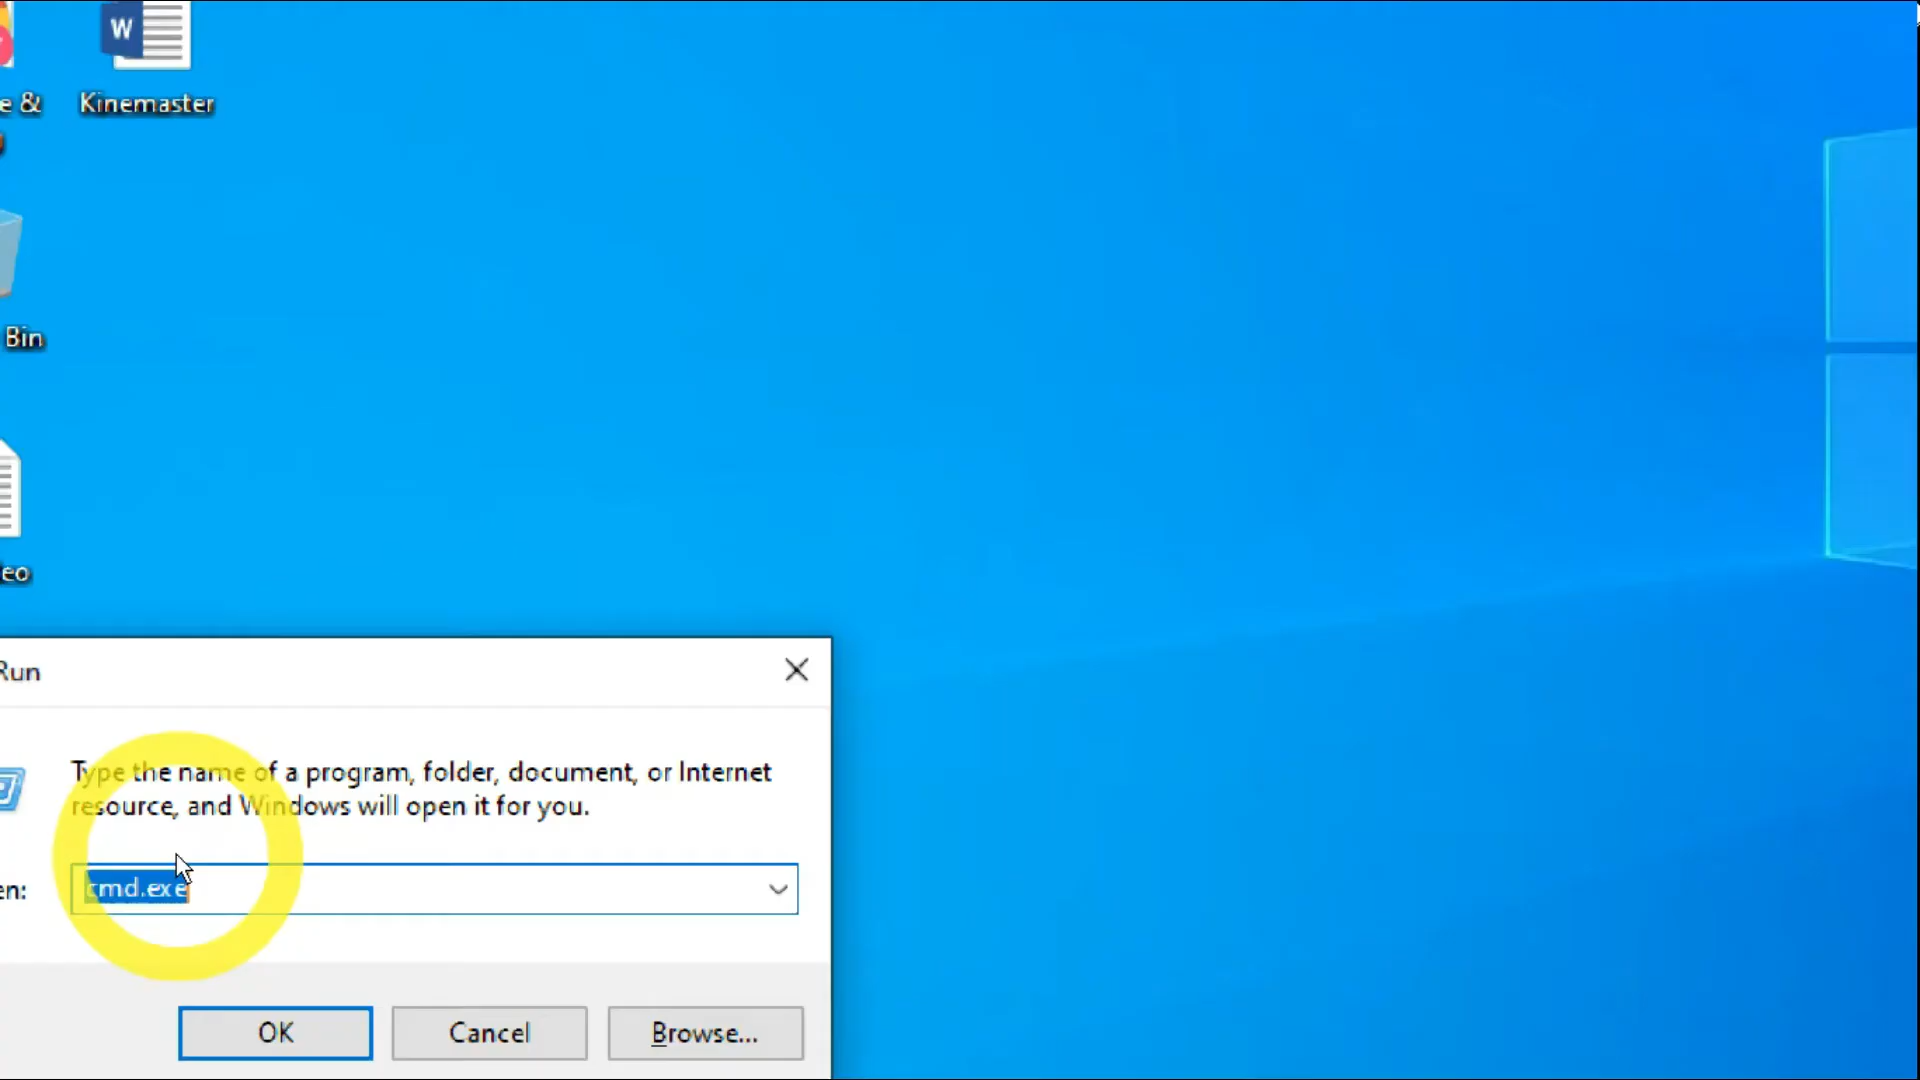 W
e &
Kinemaster
Bin
eo
Run
Type the name of a program, folder, document, or Internet
resource, and Windows will open it for you.
en:
cmd.exe
OK
Cancel
Browse...